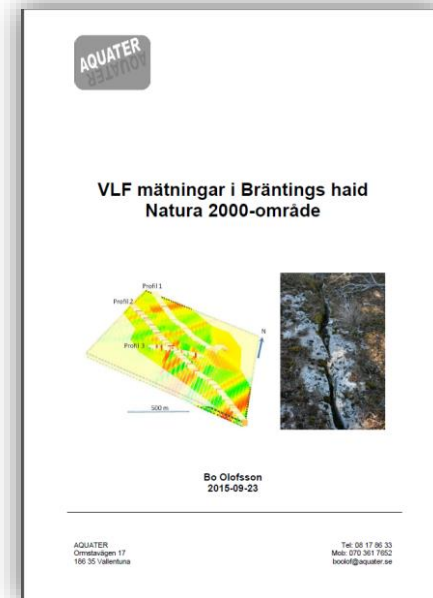 AQUATER
AQUATER
VLF mätningar i Bräntings haid
Natura 2000-område
Profil 1
Profil 2
Profil 3
N
500 m
Bo Olofsson
2015-09-23
AQUATER
Ormstavägen 17
186 35 Vallentuna
Tel: 08 17 86 33
Mob: 070 361 7652
boolof@aquater.se